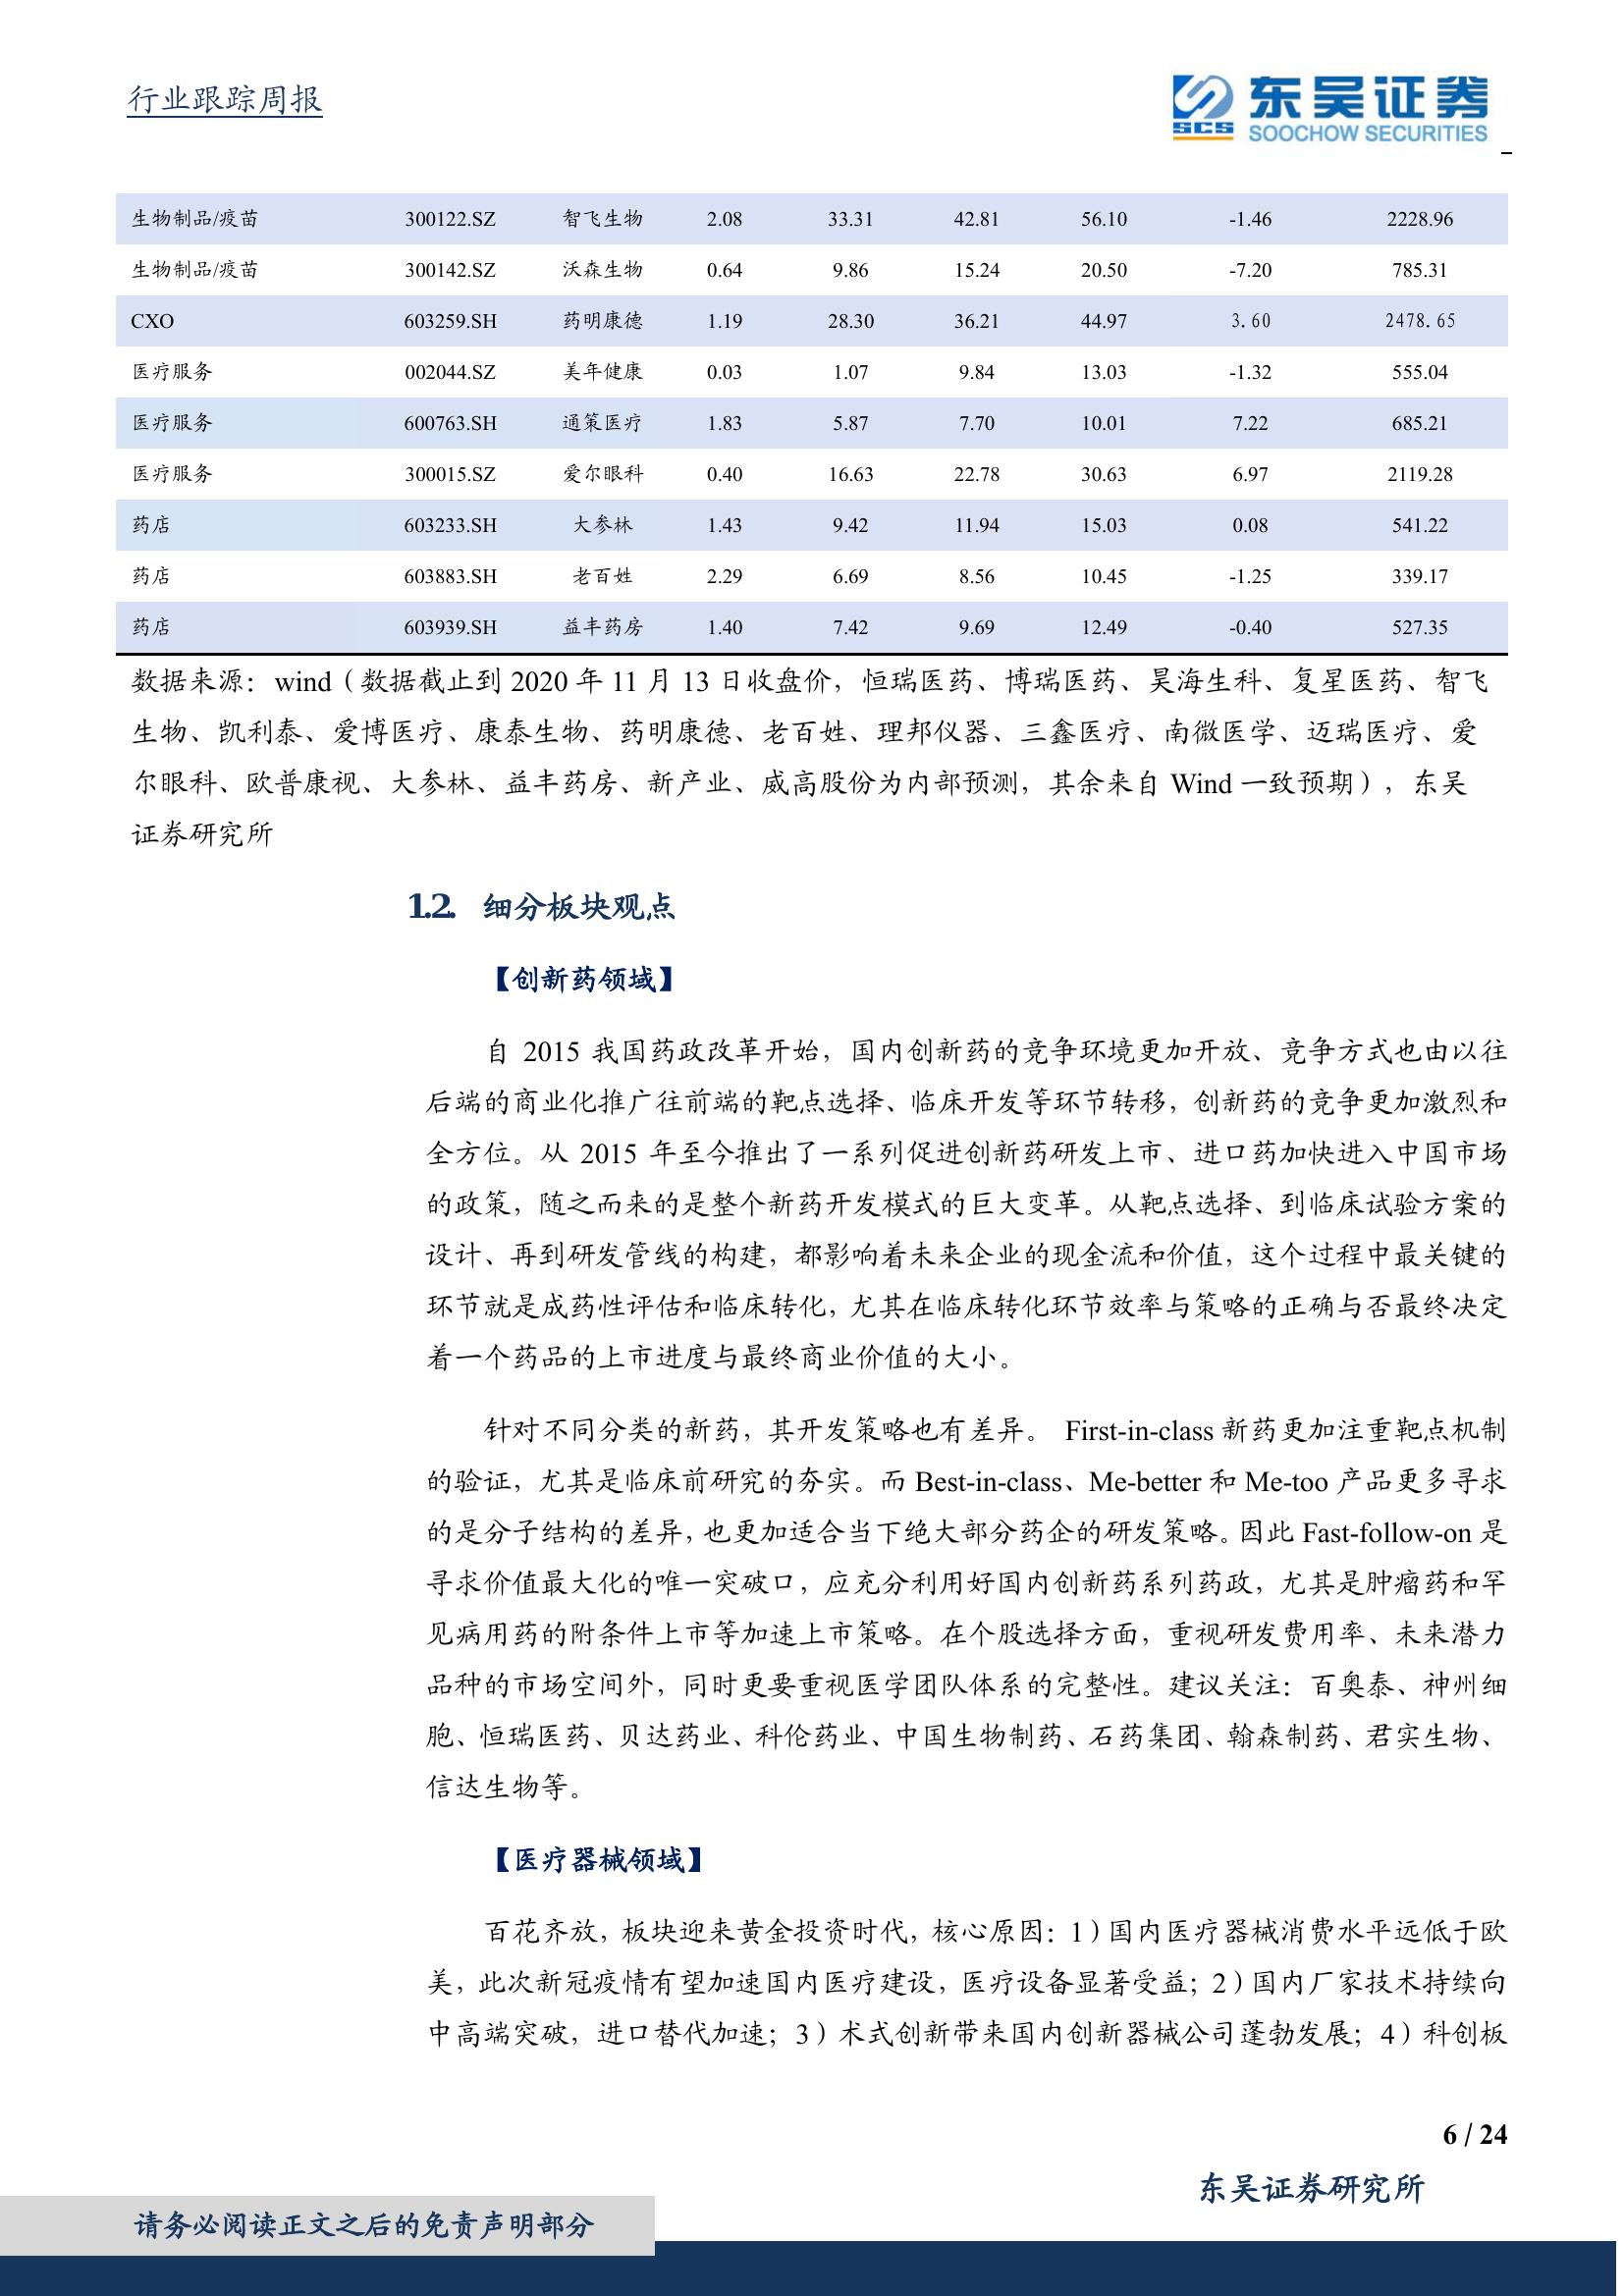 行业跟踪周报
东吴证券
SCS
SOOCHOW SECURITIES
生物制品/疫苗 300122.SZ 智飞生物 2.08 33.31 42.81 56.10 -1.46 2228.96
生物制品/疫苗 300142.SZ 沃森生物 0.64 9.86 15.24 20.50 -7.20 785.31
CXO 603259.SH 药明康德 1.19 28.30 36.21 44.97 3.60 2478.65
医疗服务 002044.SZ 美年健康 0.03 1.07 9.84 13.03 -1.32 555.04
医疗服务 600763.SH 通策医疗 1.83 5.87 7.70 10.01 7.22 685.21
医疗服务 300015.SZ 爱尔眼科 0.40 16.63 22.78 30.63 6.97 2119.28
药店 603233.SH 大参林 1.43 9.42 11.94 15.03 0.08 541.22
药店 603883.SH 老百姓 2.29 6.69 8.56 10.45 -1.25 339.17
药店 603939.SH 益丰药房 1.40 7.42 9.69 12.49 -0.40 527.35
数据来源：wind（数据截止到 2020 年 11 月 13 日收盘价，恒瑞医药、博瑞医药、昊海生科、复星医药、智飞
生物、凯利泰、爱博医疗、康泰生物、药明康德、老百姓、理邦仪器、三鑫医疗、南微医学、迈瑞医疗、爱
尔眼科、欧普康视、大参林、益丰药房、新产业、威高股份为内部预测，其余来自 Wind 一致预期），东吴
证券研究所
1.2. 细分板块观点
【创新药领域】
自 2015 我国药政改革开始，国内创新药的竞争环境更加开放、竞争方式也由以往
后端的商业化推广往前端的靶点选择、临床开发等环节转移，创新药的竞争更加激烈和
全方位。从 2015 年至今推出了一系列促进创新药研发上市、进口药加快进入中国市场
的政策，随之而来的是整个新药开发模式的巨大变革。从靶点选择、到临床试验方案的
设计、再到研发管线的构建，都影响着未来企业的现金流和价值，这个过程中最关键的
环节就是成药性评估和临床转化，尤其在临床转化环节效率与策略的正确与否最终决定
着一个药品的上市进度与最终商业价值的大小。
针对不同分类的新药，其开发策略也有差异。 First-in-class 新药更加注重靶点机制
的验证，尤其是临床前研究的夯实。而 Best-in-class、Me-better 和 Me-too 产品更多寻求
的是分子结构的差异，也更加适合当下绝大部分药企的研发策略。因此 Fast-follow-on 是
寻求价值最大化的唯一突破口，应充分利用好国内创新药系列药政，尤其是肿瘤药和罕
见病用药的附条件上市等加速上市策略。在个股选择方面，重视研发费用率、未来潜力
品种的市场空间外，同时更要重视医学团队体系的完整性。建议关注：百奥泰、神州细
胞、恒瑞医药、贝达药业、科伦药业、中国生物制药、石药集团、翰森制药、君实生物、
信达生物等。
【医疗器械领域】
百花齐放，板块迎来黄金投资时代，核心原因：1）国内医疗器械消费水平远低于欧
美，此次新冠疫情有望加速国内医疗建设，医疗设备显著受益；2）国内厂家技术持续向
中高端突破，进口替代加速；3）术式创新带来国内创新器械公司蓬勃发展；4）科创板
6 / 24
东吴证券研究所
请务必阅读正文之后的免责声明部分